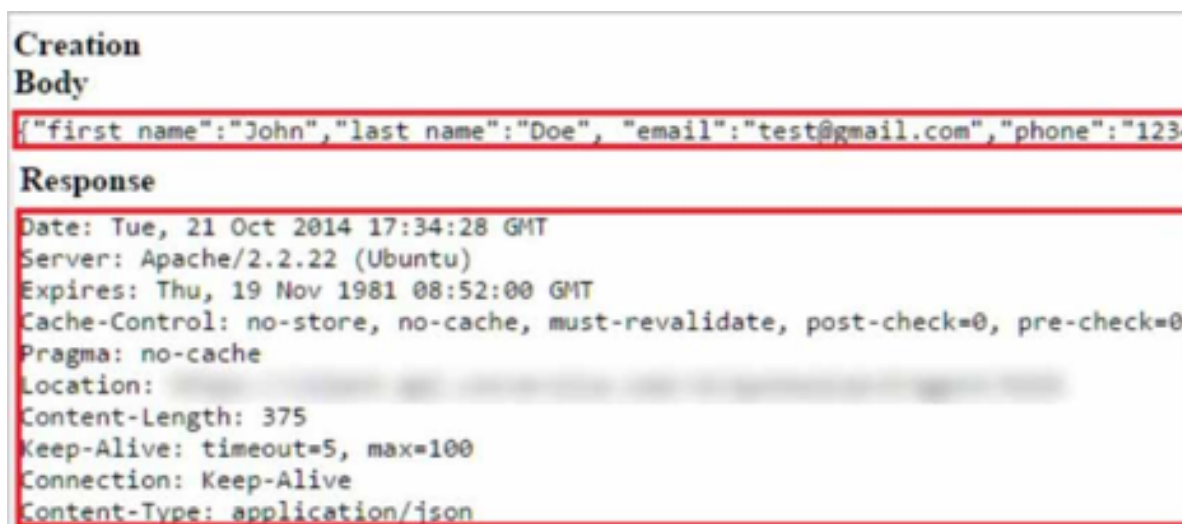 Creation
Body
{"first name":"John","last name":"Doe", "email":"test@gmail.com","phone":"123
Response
Date: Tue, 21 Oct 2014 17:34:28 GMT
Server: Apache/2.2.22 (Ubuntu)
Expires: Thu, 19 Nov 1981 08:52:00 GMT
Cache-Control: no-store, no-cache, must-revalidate, post-check=0, pre-check=0
Pragma: no-cache
Location:
Content-Length: 375
Keep-Alive: timeout=5, max=100
Connection: Keep-Alive
Content-Type: application/json